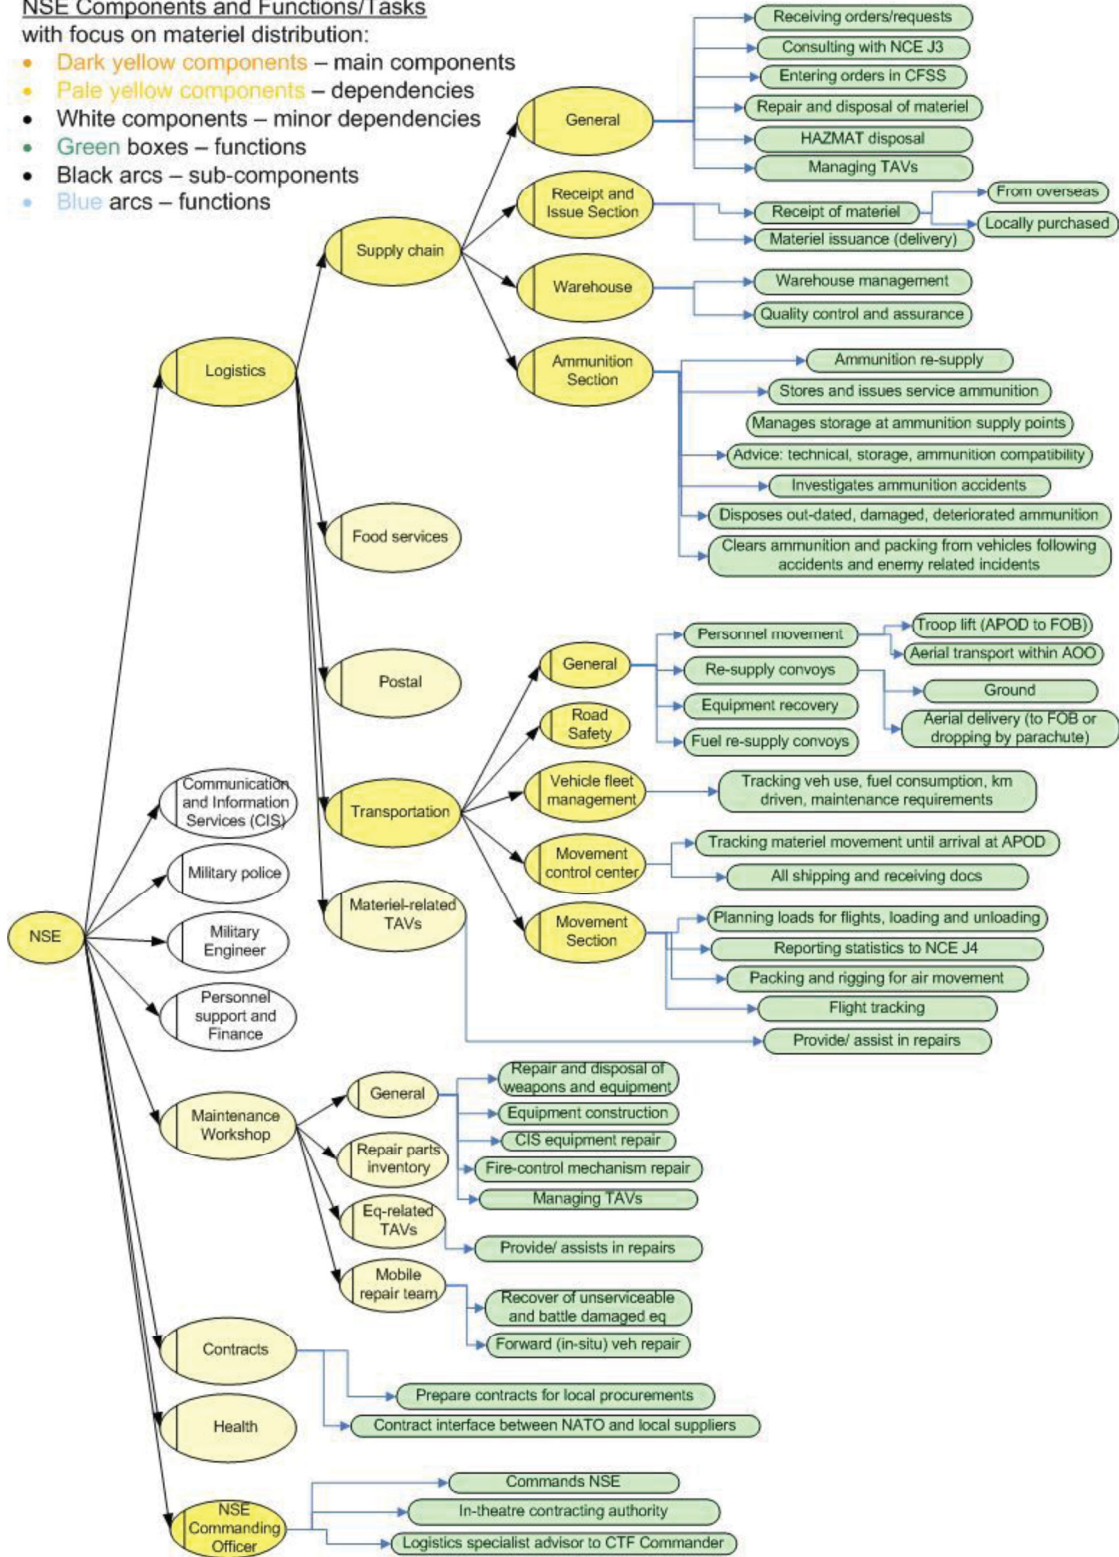 NSE Components and Functions/Tasks
with focus on materiel distribution:
Dark yellow components – main components
Pale yellow components – dependencies
White components – minor dependencies
Green boxes – functions
Black arcs – sub-components
Blue arcs – functions
NSE
Logistics
Supply chain
General
Receiving orders/requests
Consulting with NCE J3
Entering orders in CFSS
Repair and disposal of materiel
HAZMAT disposal
Managing TAVs
Receipt and
Issue Section
Receipt of materiel
From overseas
Locally purchased
Materiel issuance (delivery)
Warehouse
Warehouse management
Quality control and assurance
Ammunition
Section
Ammunition re-supply
Stores and issues service ammunition
Manages storage at ammunition supply points
Advice: technical, storage, ammunition compatibility
Investigates ammunition accidents
Disposes out-dated, damaged, deteriorated ammunition
Clears ammunition and packing from vehicles following
accidents and enemy related incidents
Food services
Postal
Transportation
General
Personnel movement
Troop lift (APOD to FOB)
Aerial transport within AOO
Re-supply convoys
Ground
Aerial delivery (to FOB or
dropping by parachute)
Equipment recovery
Fuel re-supply convoys
Road
Safety
Vehicle fleet
management
Tracking veh use, fuel consumption, km
driven, maintenance requirements
Movement
control center
Tracking materiel movement until arrival at APOD
All shipping and receiving docs
Movement
Section
Planning loads for flights, loading and unloading
Reporting statistics to NCE J4
Packing and rigging for air movement
Flight tracking
Materiel-related
TAVs
Provide/ assist in repairs
Communication
and Information
Services (CIS)
Military police
Military
Engineer
Personnel
support and
Finance
Maintenance
Workshop
General
Repair and disposal of
weapons and equipment
Equipment construction
CIS equipment repair
Fire-control mechanism repair
Managing TAVs
Repair parts
inventory
Eq-related
TAVs
Provide/ assists in repairs
Mobile
repair team
Recover of unserviceable
and battle damaged eq
Forward (in-situ) veh repair
Contracts
Prepare contracts for local procurements
Contract interface between NATO and local suppliers
Health
NSE
Commanding
Officer
Commands NSE
In-theatre contracting authority
Logistics specialist advisor to CTF Commander